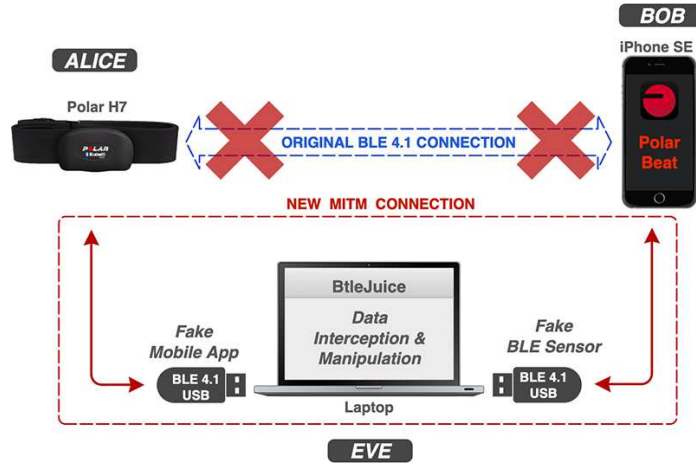 ALICE
BOB
Polar H7
iPhone SE
POLAR
Bluetooth
ORIGINAL BLE 4.1 CONNECTION
Polar
Beat
NEW MITM CONNECTION
BtleJuice
Data
Interception &
Manipulation
Fake
Mobile App
Fake
BLE Sensor
BLE 4.1
USB
BLE 4.1
USB
Laptop
EVE